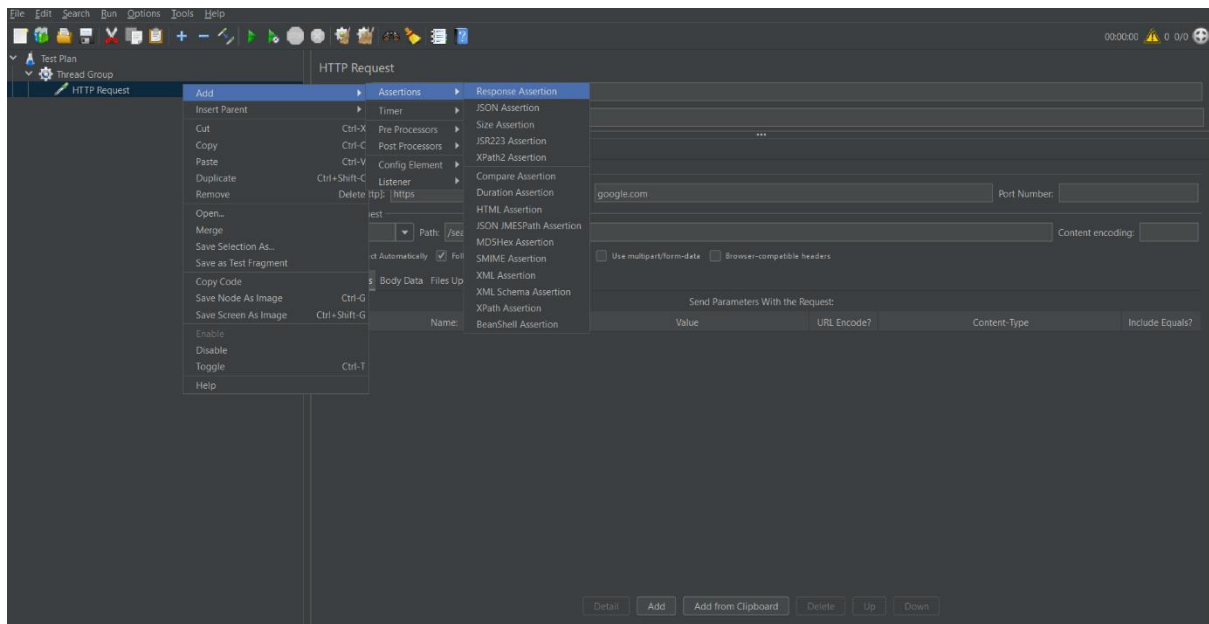 File Edit Search Run Options Tools Help
00:00:00 0 0/0
Test Plan
Thread Group
HTTP Request
HTTP Request
Add
Insert Parent
Cut Ctrl-X
Copy Ctrl-C
Paste Ctrl-V
Duplicate Ctrl+Shift-C
Remove Delete
Open...
Merge
Save Selection As...
Save as Test Fragment
Copy Code
Save Node As Image Ctrl-G
Save Screen As Image Ctrl+Shift-G
Enable
Disable
Toggle Ctrl-T
Help
Assertions
Timer
Pre Processors
Post Processors
Config Element
Listener
Response Assertion
JSON Assertion
Size Assertion
JSR223 Assertion
XPath2 Assertion
Compare Assertion
Duration Assertion
HTML Assertion
JSON JMESPath Assertion
MD5Hex Assertion
SMIME Assertion
XML Assertion
XML Schema Assertion
XPath Assertion
BeanShell Assertion
ttp]: https google.com Port Number:
est
Path: /sea Content encoding:
ct Automatically Foll Use multipart/form-data Browser-compatible headers
s Body Data Files Up
Send Parameters With the Request:
Name: Value URL Encode? Content-Type Include Equals?
Detail Add Add from Clipboard Delete Up Down